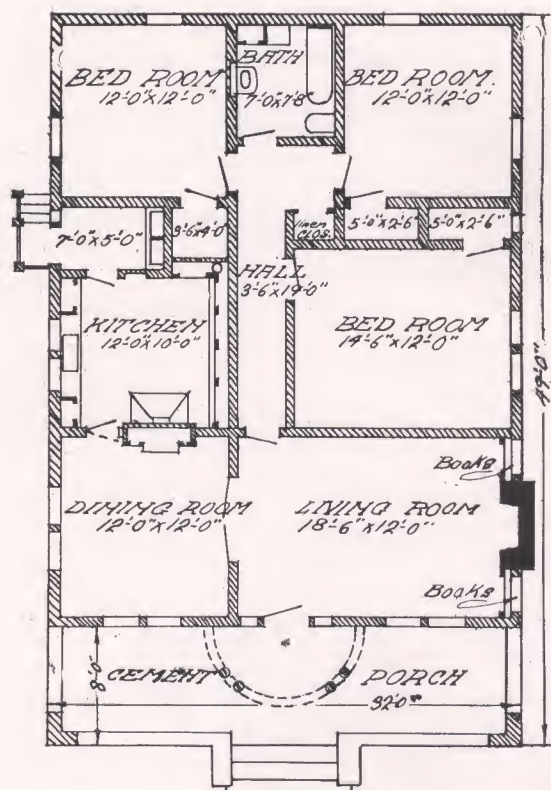 BED ROOM
12'-0"x12'-0"
BATH
7'-0"x7'-8"
BED ROOM.
12'-0"x12'-0"
7'-0"x5'-0"
3'-6"x4'-0"
linen
CLOS.
5'-0"x2'-6"
5'-0"x2'-6"
HALL
3'-6"x19'-0"
KITCHEN
12'-0"x10'-0"
BED ROOM
14'-6"x12'-0"
49'-0"
Books
DINING ROOM
12'-0"x12'-0"
LIVING ROOM
18'-6"x12'-0"
Books
8'-0"
CEMENT
PORCH
32'-0"